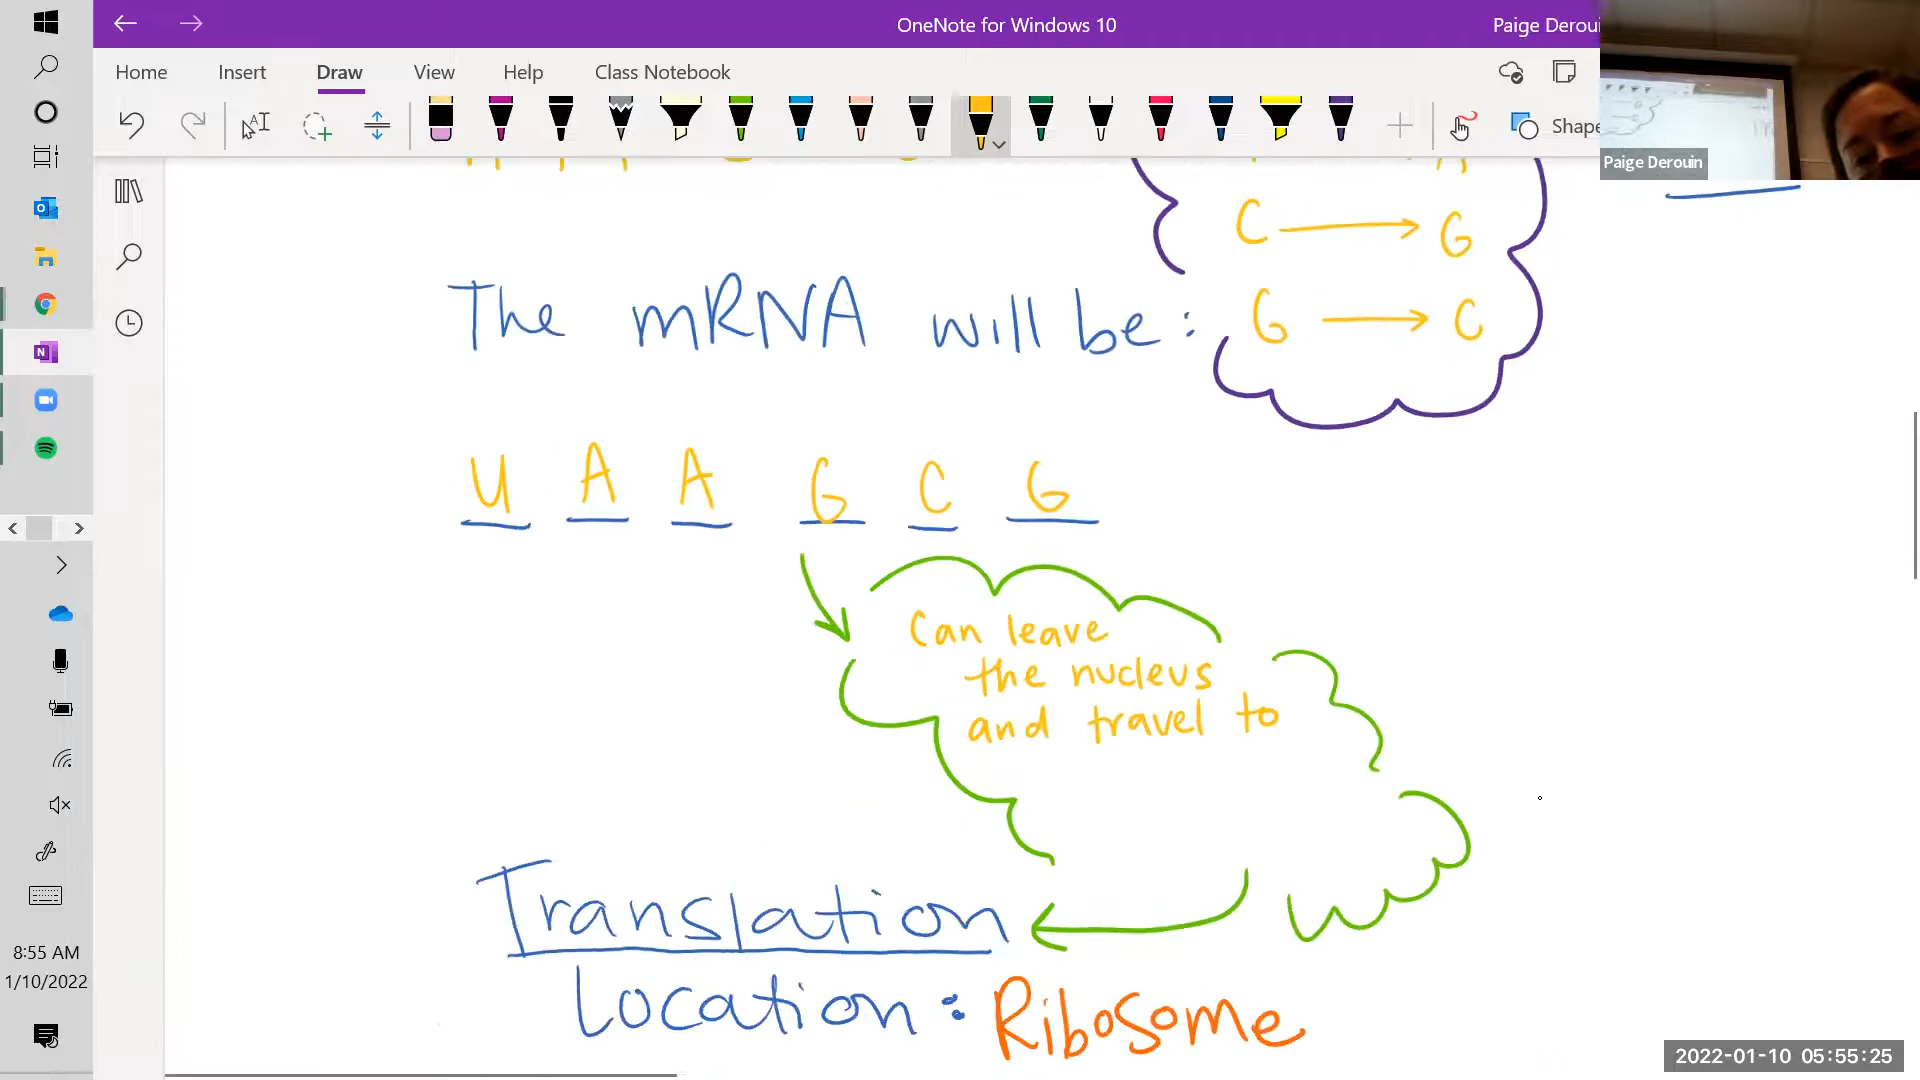 OneNote for Windows 10
Paige Deroui
Home Insert Draw View Help Class Notebook
Shape
Paige Derouin
C → G
The mRNA will be: G → C
U A A G C G
Can leave
the nucleus
and travel to
Translation
Location: Ribosome
8:55 AM
1/10/2022
2022-01-10 05:55:25